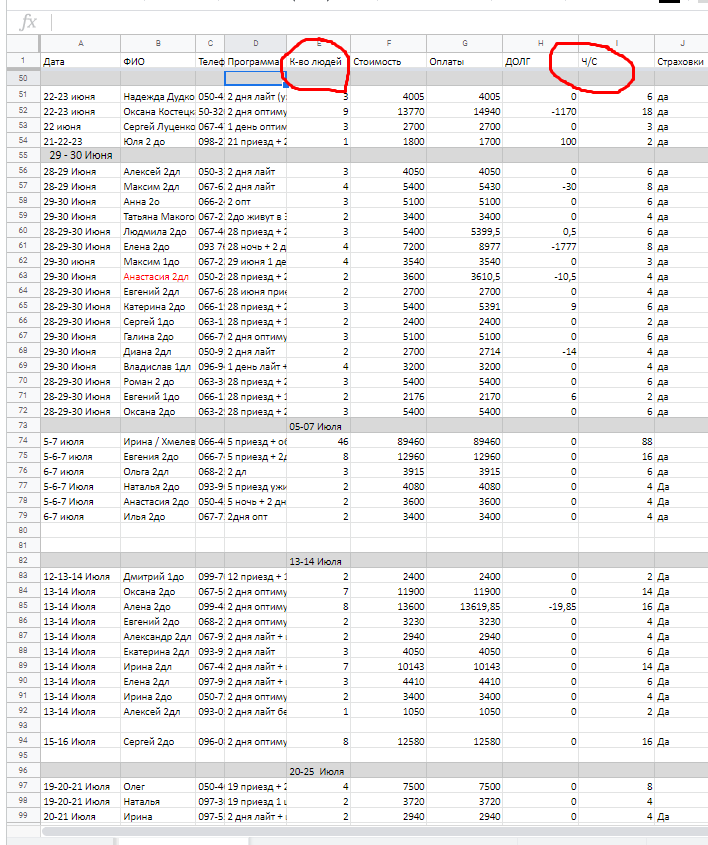 fx
A B C D E F G H I J
1 Дата ФИО Телеф Программа К-во людей Стоимость Оплаты ДОЛГ Ч/С Страховки
50
51 22-23 июня Надежда Дудко 050-4 2 дня лайт (у 3 4005 4005 0 6 да
52 22-23 июня Оксана Костецк 50-32 2 дня оптиму 9 13770 14940 -1170 18 да
53 22 июня Сергей Луценко 067-4 1 день оптим 3 2700 2700 0 3 да
54 21-22-23 Юля 2 до 098-2 21 приезд + 2 1 1800 1700 100 2 да
55 29 - 30 Июня
56 28-29 Июня Алексей 2дл 050-3 2 дня лайт 3 4050 4050 0 6 да
57 28-29 Июня Максим 2дл 067-6 2 дня лайт 4 5400 5430 -30 8 да
58 29-30 Июня Анна 2о 066-2 2 опт 3 5100 5100 0 6 да
59 29-30 Июня Татьяна Макого 067-2 2до живут в 2 3400 3400 0 4 да
60 28-29-30 Июня Людмила 2до 067-4 28 приезд + 2 3 5400 5399,5 0,5 6 да
61 28-29-30 Июня Елена 2до 093 7 28 ночь + 2 д 4 7200 8977 -1777 8 да
62 29-30 июня Максим 1до 067-2 29 июня 1 де 4 3540 3540 0 3 да
63 29-30 Июня Анастасия 2дл 050-2 28 приезд + 2 2 3600 3610,5 -10,5 4 да
64 28-29-30 Июня Евгений 2дл 067-6 28 июня прие 2 2700 2700 0 4 да
65 28-29-30 Июня Катерина 2до 066-1 28 приезд + 2 3 5400 5391 9 6 да
66 28-29-30 Июня Сергей 1до 063-1 28 приезд + 1 2 2400 2400 0 2 да
67 29-30 Июня Галина 2до 066-7 2 дня оптиму 3 5100 5100 0 6 да
68 29-30 Июня Диана 2дл 050-9 2 дня лайт 2 2700 2714 -14 4 да
69 29-30 Июня Владислав 1дл 096-9 1 день лайт + 4 3200 3200 0 4 да
70 28-29-30 Июня Роман 2 до 063-3 28 приезд + 2 3 5400 5400 0 6 да
71 28-29-30 Июня Евгений 1до 066-1 28 приезд + 1 2 2176 2170 6 2 да
72 28-29-30 Июня Оксана 2до 063-2 28 приезд + 2 3 5400 5400 0 6 да
73 05-07 Июля
74 5-7 июля Ирина / Хмелев 066-4 5 приезд + об 46 89460 89460 0 88
75 5-6-7 июля Евгения 2до 066-7 5 приезд + 2 8 12960 12960 0 16 да
76 6-7 июля Ольга 2дл 068-2 2 дл 3 3915 3915 0 6 да
77 5-6-7 Июля Наталья 2до 093-9 5 приезд ужи 2 4080 4080 0 4 Да
78 5-6-7 Июля Анастасия 2до 050-4 5 ночь + 2 дн 2 3600 3600 0 4 Да
79 6-7 июля Илья 2до 067-7 2дня опт 2 3400 3400 0 4 Да
80
81
82 13-14 Июля
83 12-13-14 Июля Дмитрий 1до 099-7 12 приезд + 1 2 2400 2400 0 2 Да
84 13-14 Июля Оксана 2до 067-5 2 дня оптиму 7 11900 11900 0 14 Да
85 13-14 Июля Алена 2до 099-4 2 дня оптиму 8 13600 13619,85 -19,85 16 Да
86 13-14 Июля Евгений 2до 068-2 2 дня оптиму 2 3230 3230 0 4 Да
87 13-14 Июля Александр 2дл 067-9 2 дня лайт + 2 2940 2940 0 4 Да
88 13-14 Июля Екатерина 2дл 093-9 2 дня лайт 3 4050 4050 0 6 Да
89 13-14 Июля Ирина 2дл 067-4 2 дня лайт + 7 10143 10143 0 14 Да
90 13-14 Июля Елена 2дл 097-9 2 дня лайт + 3 4410 4410 0 6 Да
91 13-14 Июля Ирина 2до 050-7 2 дня оптиму 2 3400 3400 0 4 Да
92 13-14 Июля Алексей 2дл 093-0 2 дня лайт бе 1 1050 1050 0 2 Да
93
94 15-16 Июля Сергей 2до 096-0 2 дня оптиму 8 12580 12580 0 16 Да
95
96 20-25 Июля
97 19-20-21 Июля Олег 050-4 19 приезд + 2 4 7500 7500 0 8
98 19-20-21 Июля Наталья 097-3 19 приезд 1 2 3720 3720 0 4
99 20-21 Июля Ирина 097-5 2 дня лайт + 2 2940 2940 0 4 Да